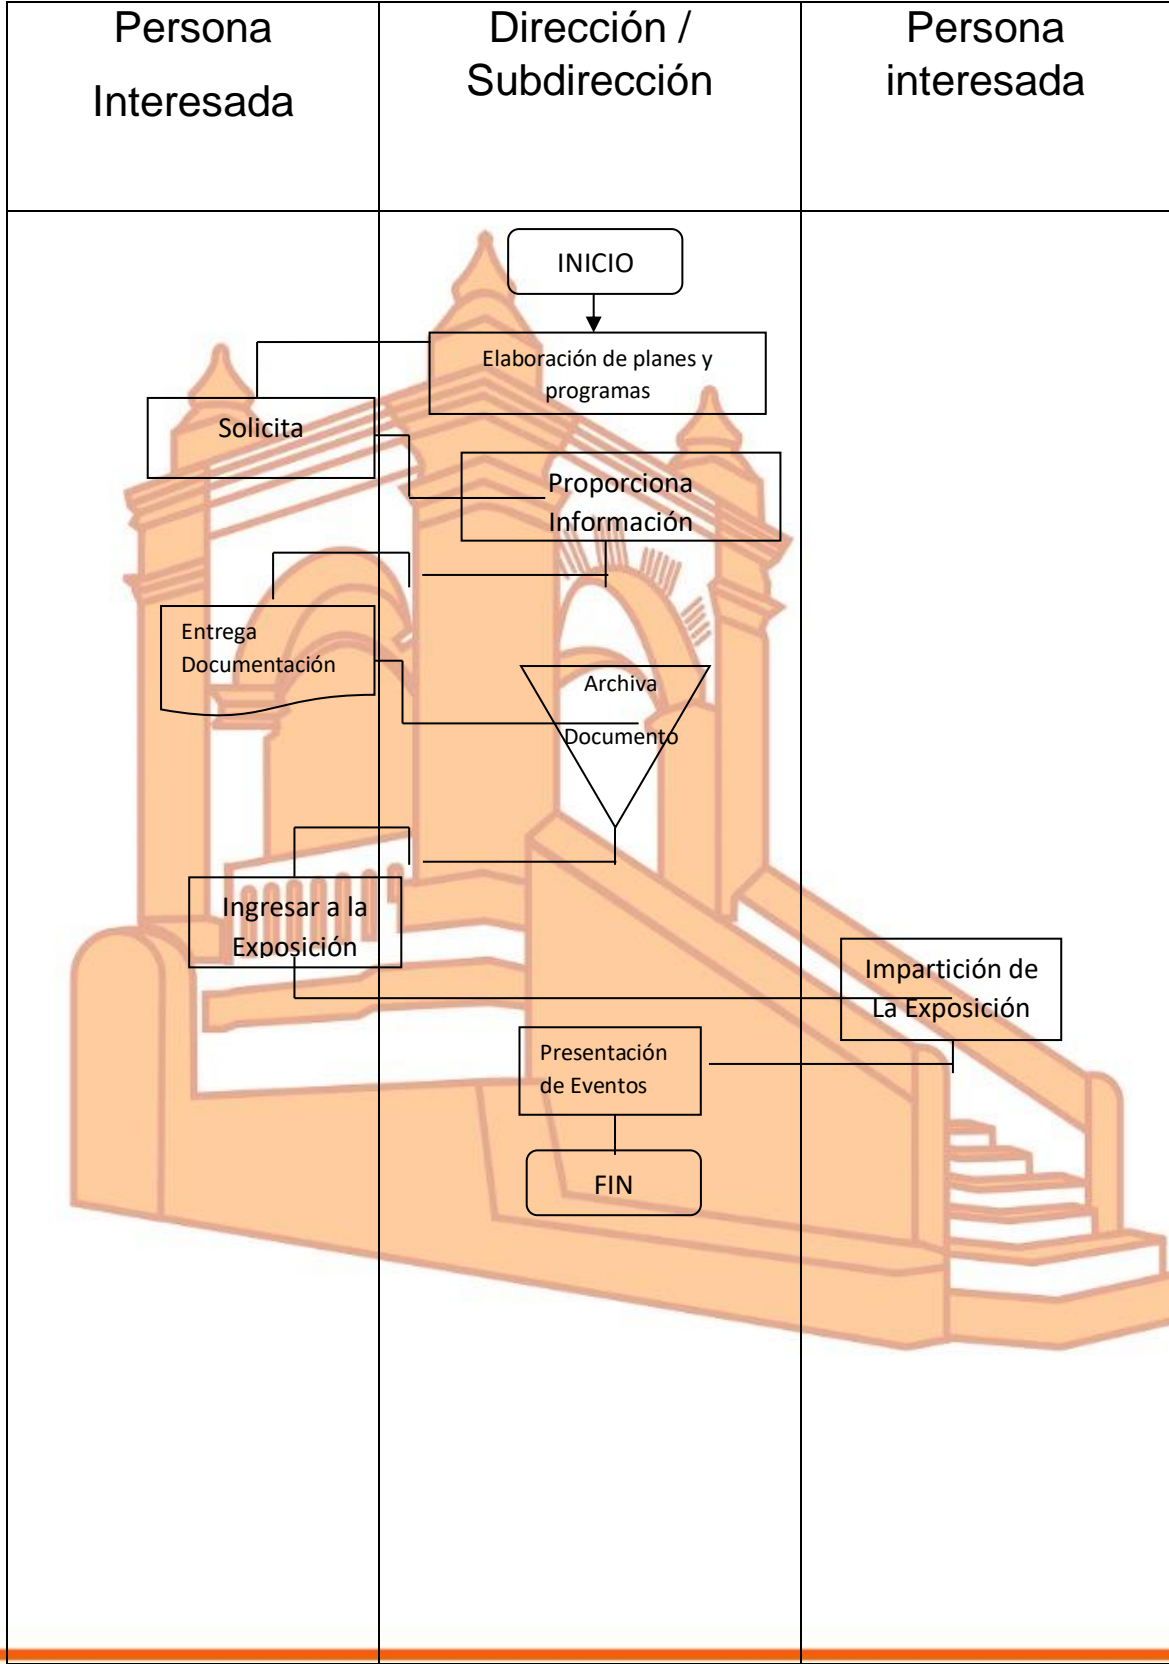 Persona
Interesada
Dirección /
Subdirección
Persona
interesada
INICIO
Elaboración de planes y
programas
Solicita
Proporciona
Información
Entrega
Documentación
Archiva
Documento
Ingresar a la
Exposición
Impartición de
La Exposición
Presentación
de Eventos
FIN